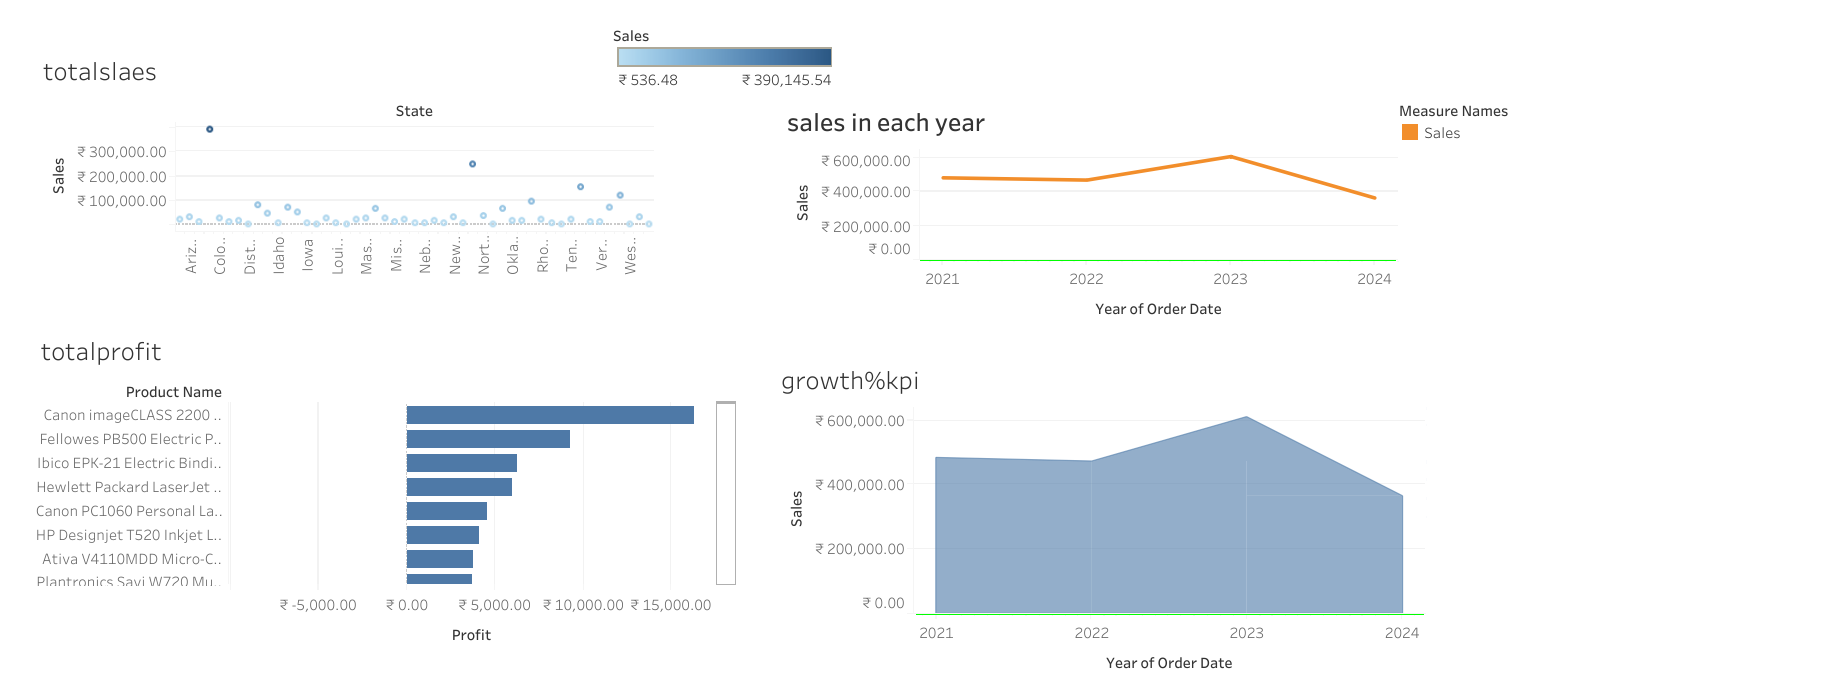 totalslaes
Sales
₹ 536.48 ₹ 390,145.54
State
Sales
₹ 300,000.00
₹ 200,000.00
₹ 100,000.00
Ariz.. Colo.. Dist.. Idaho Iowa Loui.. Mas.. Mis.. Neb.. New.. Nort.. Okla.. Rho.. Ten.. Ver.. Wes..
sales in each year
Measure Names
Sales
Sales
₹ 600,000.00
₹ 400,000.00
₹ 200,000.00
₹ 0.00
2021 2022 2023 2024
Year of Order Date
totalprofit
Product Name
Canon imageCLASS 2200 ..
Fellowes PB500 Electric P..
Ibico EPK-21 Electric Bindi..
Hewlett Packard LaserJet ..
Canon PC1060 Personal La..
HP Designjet T520 Inkjet L..
Ativa V4110MDD Micro-C..
Plantronics Savi W720 Mu..
₹ -5,000.00 ₹ 0.00 ₹ 5,000.00 ₹ 10,000.00 ₹ 15,000.00
Profit
growth%kpi
Sales
₹ 600,000.00
₹ 400,000.00
₹ 200,000.00
₹ 0.00
2021 2022 2023 2024
Year of Order Date